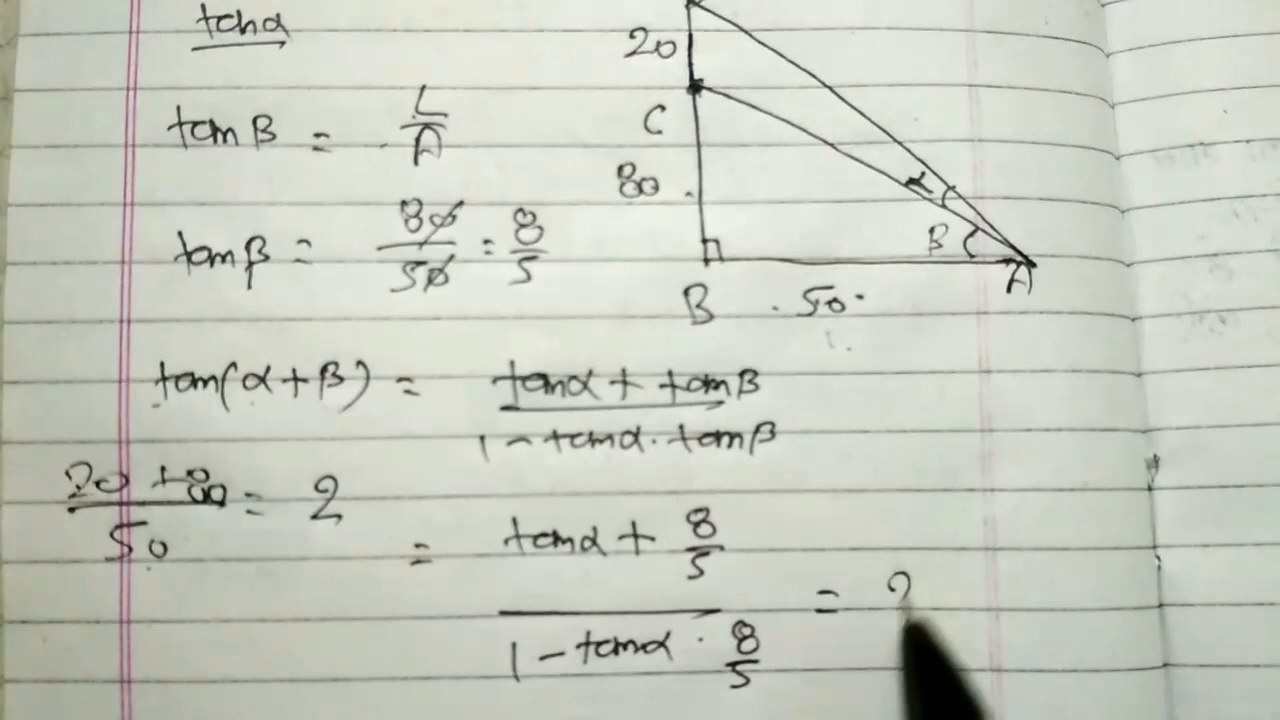 tanα
20
tanβ = L/A
C
80
β
α
tanβ = 80/50 = 8/5
A
B
50
tan(α+β) = tanα + tanβ / 1 - tanα . tanβ
20 + 80 / 50 = 2
= tanα + 8/5 / 1 - tanα . 8/5 = 2